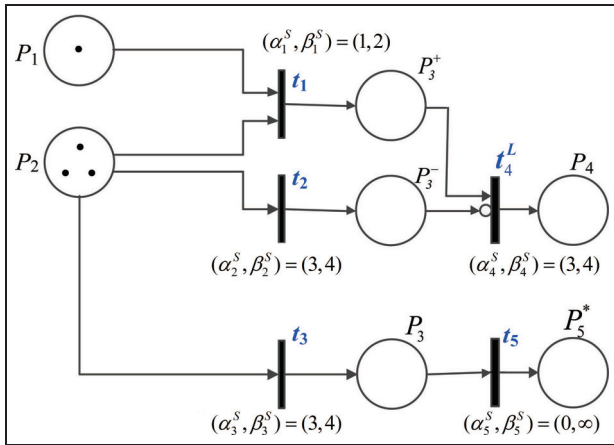 P₁
(α₁ˢ, β₁ˢ) = (1, 2)
t₁
P₃⁺
P₂
t₂
P₃⁻
t₄ᴸ
P₄
(α₂ˢ, β₂ˢ) = (3, 4)
(α₄ˢ, β₄ˢ) = (3, 4)
t₃
P₃
t₅
P₅*
(α₃ˢ, β₃ˢ) = (3, 4)
(α₅ˢ, β₅ˢ) = (0, ∞)